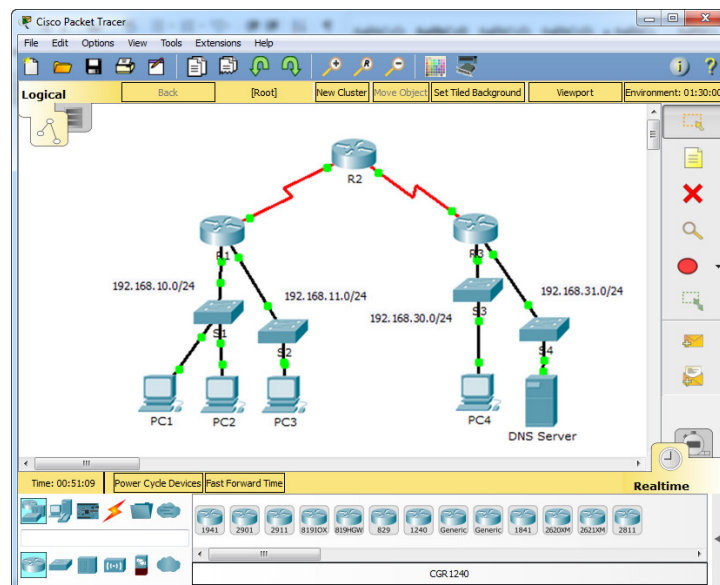 Cisco Packet Tracer
File Edit Options View Tools Extensions Help
Logical Back [Root] New Cluster Move Object Set Tiled Background Viewport Environment: 01:30:00
R2
R1
R3
192.168.10.0/24
192.168.11.0/24
192.168.30.0/24
192.168.31.0/24
S1
S2
S3
S4
PC1
PC2
PC3
PC4
DNS Server
Time: 00:51:09 Power Cycle Devices Fast Forward Time Realtime
1941 2901 2911 819IOX 819HGW 829 1240 Generic Generic 1841 2620XM 2621XM 2811
CGR1240